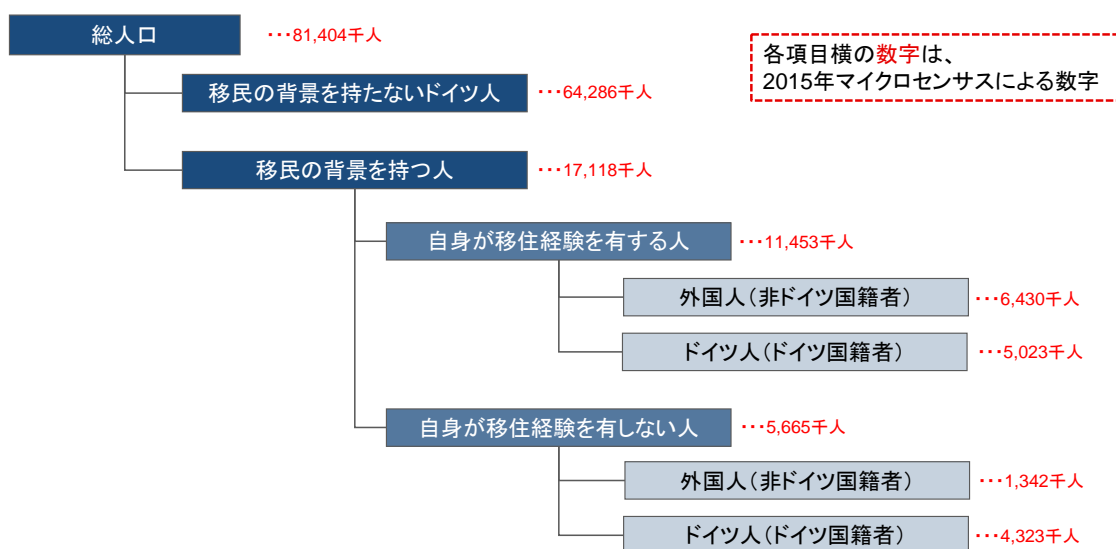 総人口 ･･･81,404千人
各項目横の数字は、
2015年マイクロセンサスによる数字
移民の背景を持たないドイツ人 ･･･64,286千人
移民の背景を持つ人 ･･･17,118千人
自身が移住経験を有する人 ･･･11,453千人
外国人（非ドイツ国籍者） ･･･6,430千人
ドイツ人（ドイツ国籍者） ･･･5,023千人
自身が移住経験を有しない人 ･･･5,665千人
外国人（非ドイツ国籍者） ･･･1,342千人
ドイツ人（ドイツ国籍者） ･･･4,323千人